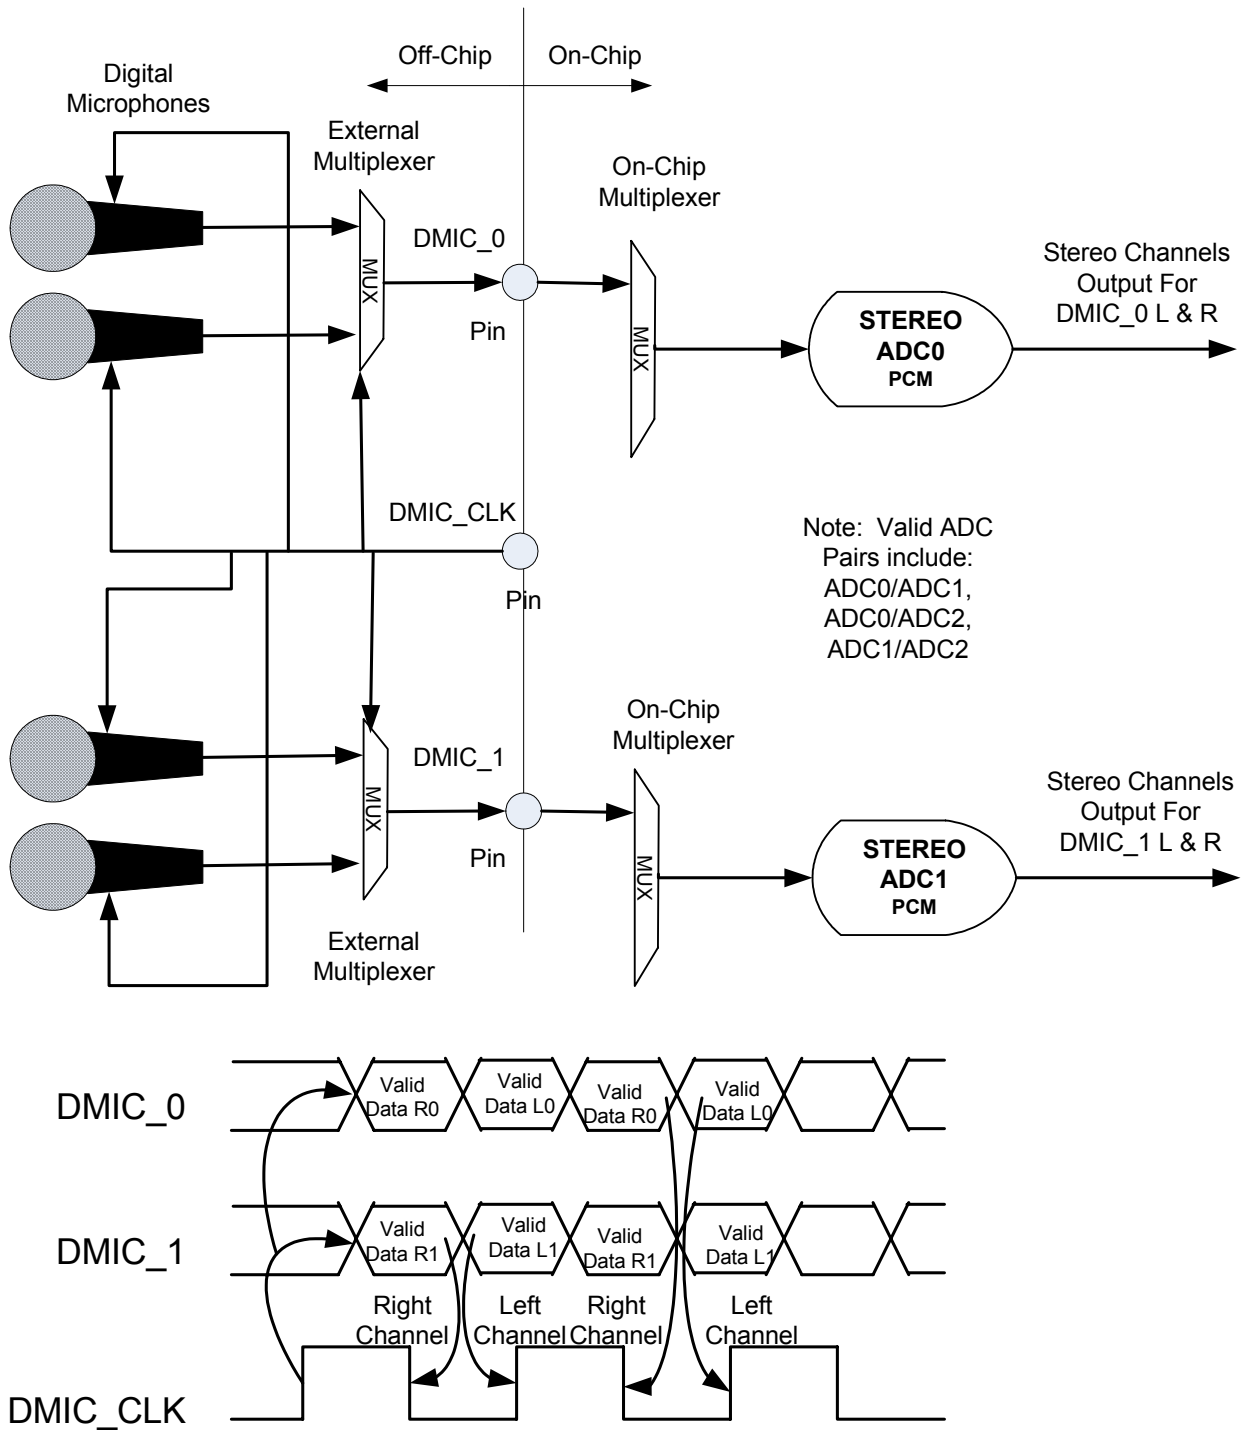 Off-Chip
On-Chip
Digital
Microphones
External
Multiplexer
On-Chip
Multiplexer
DMIC_0
MUX
Pin
MUX
STEREO
ADC0
PCM
Stereo Channels
Output For
DMIC_0 L & R
DMIC_CLK
Pin
Note: Valid ADC
Pairs include:
ADC0/ADC1,
ADC0/ADC2,
ADC1/ADC2
On-Chip
Multiplexer
DMIC_1
MUX
Pin
MUX
STEREO
ADC1
PCM
Stereo Channels
Output For
DMIC_1 L & R
External
Multiplexer
DMIC_0
Valid
Data R0
Valid
Data L0
Valid
Data R0
Valid
Data L0
DMIC_1
Valid
Data R1
Valid
Data L1
Valid
Data R1
Valid
Data L1
Right
Channel
Left
Channel
Right
Channel
Left
Channel
DMIC_CLK